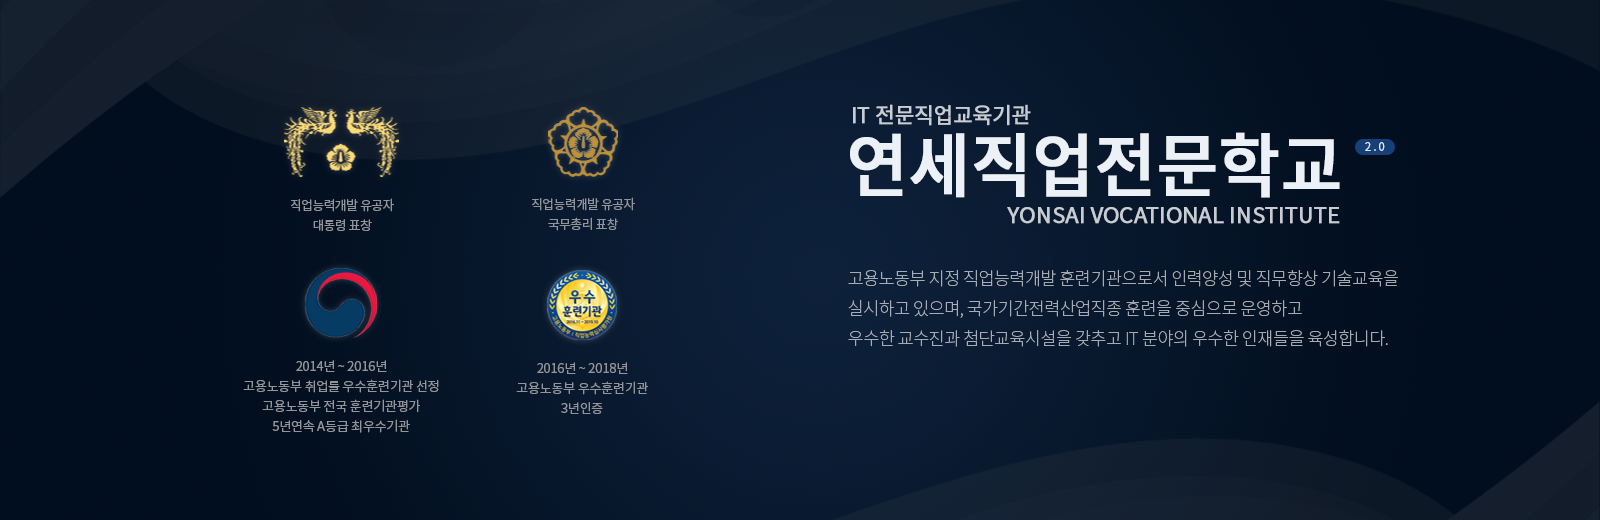 직업능력개발 유공자
대통령 표창
직업능력개발 유공자
국무총리 표창
우수
훈련기관
2014년 ~ 2016년
고용노동부 취업률 우수훈련기관 선정
고용노동부 전국 훈련기관평가
5년연속 A등급 최우수기관
2016년 ~ 2018년
고용노동부 우수훈련기관
3년인증
IT 전문직업교육기관
연세직업전문학교
2.0
YONSAI VOCATIONAL INSTITUTE
고용노동부 지정 직업능력개발 훈련기관으로서 인력양성 및 직무향상 기술교육을
실시하고 있으며, 국가기간전력산업직종 훈련을 중심으로 운영하고
우수한 교수진과 첨단교육시설을 갖추고 IT 분야의 우수한 인재들을 육성합니다.